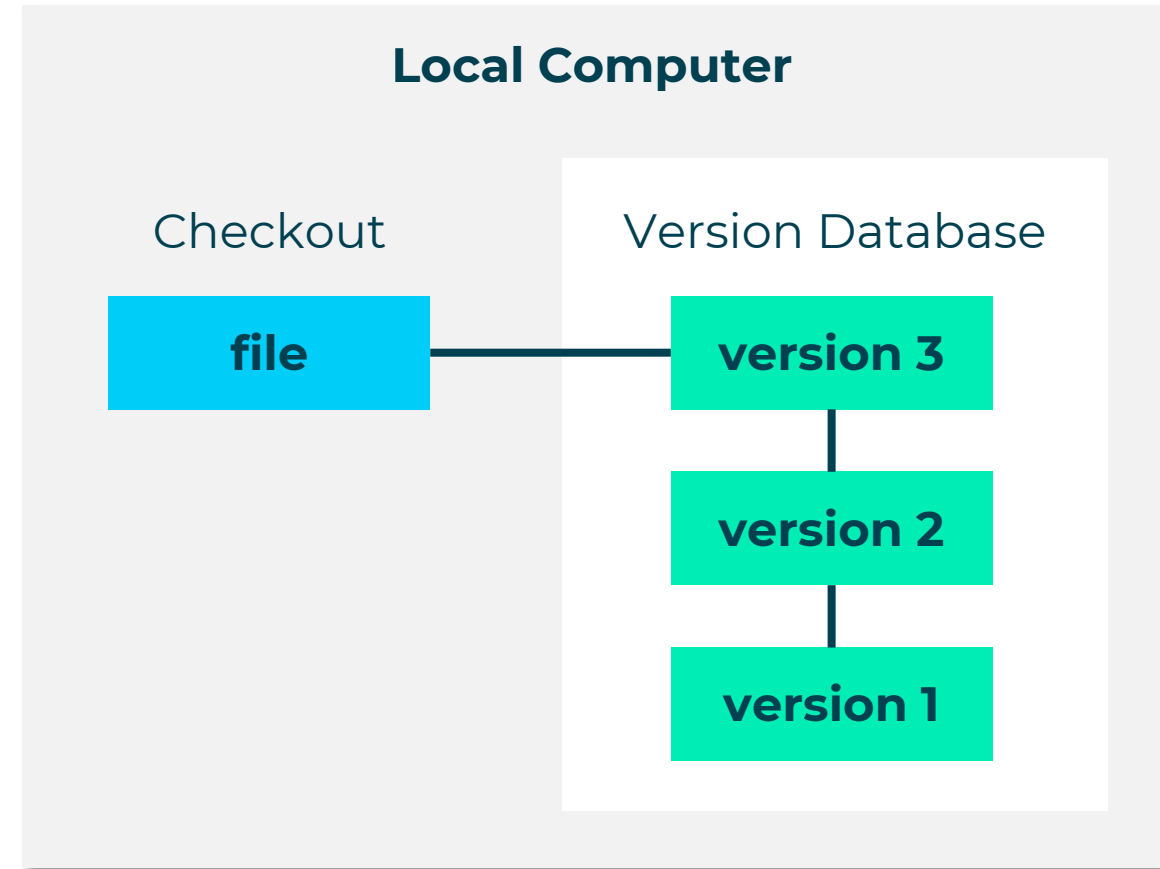 Local Computer
Checkout
Version Database
file
version 3
version 2
version 1